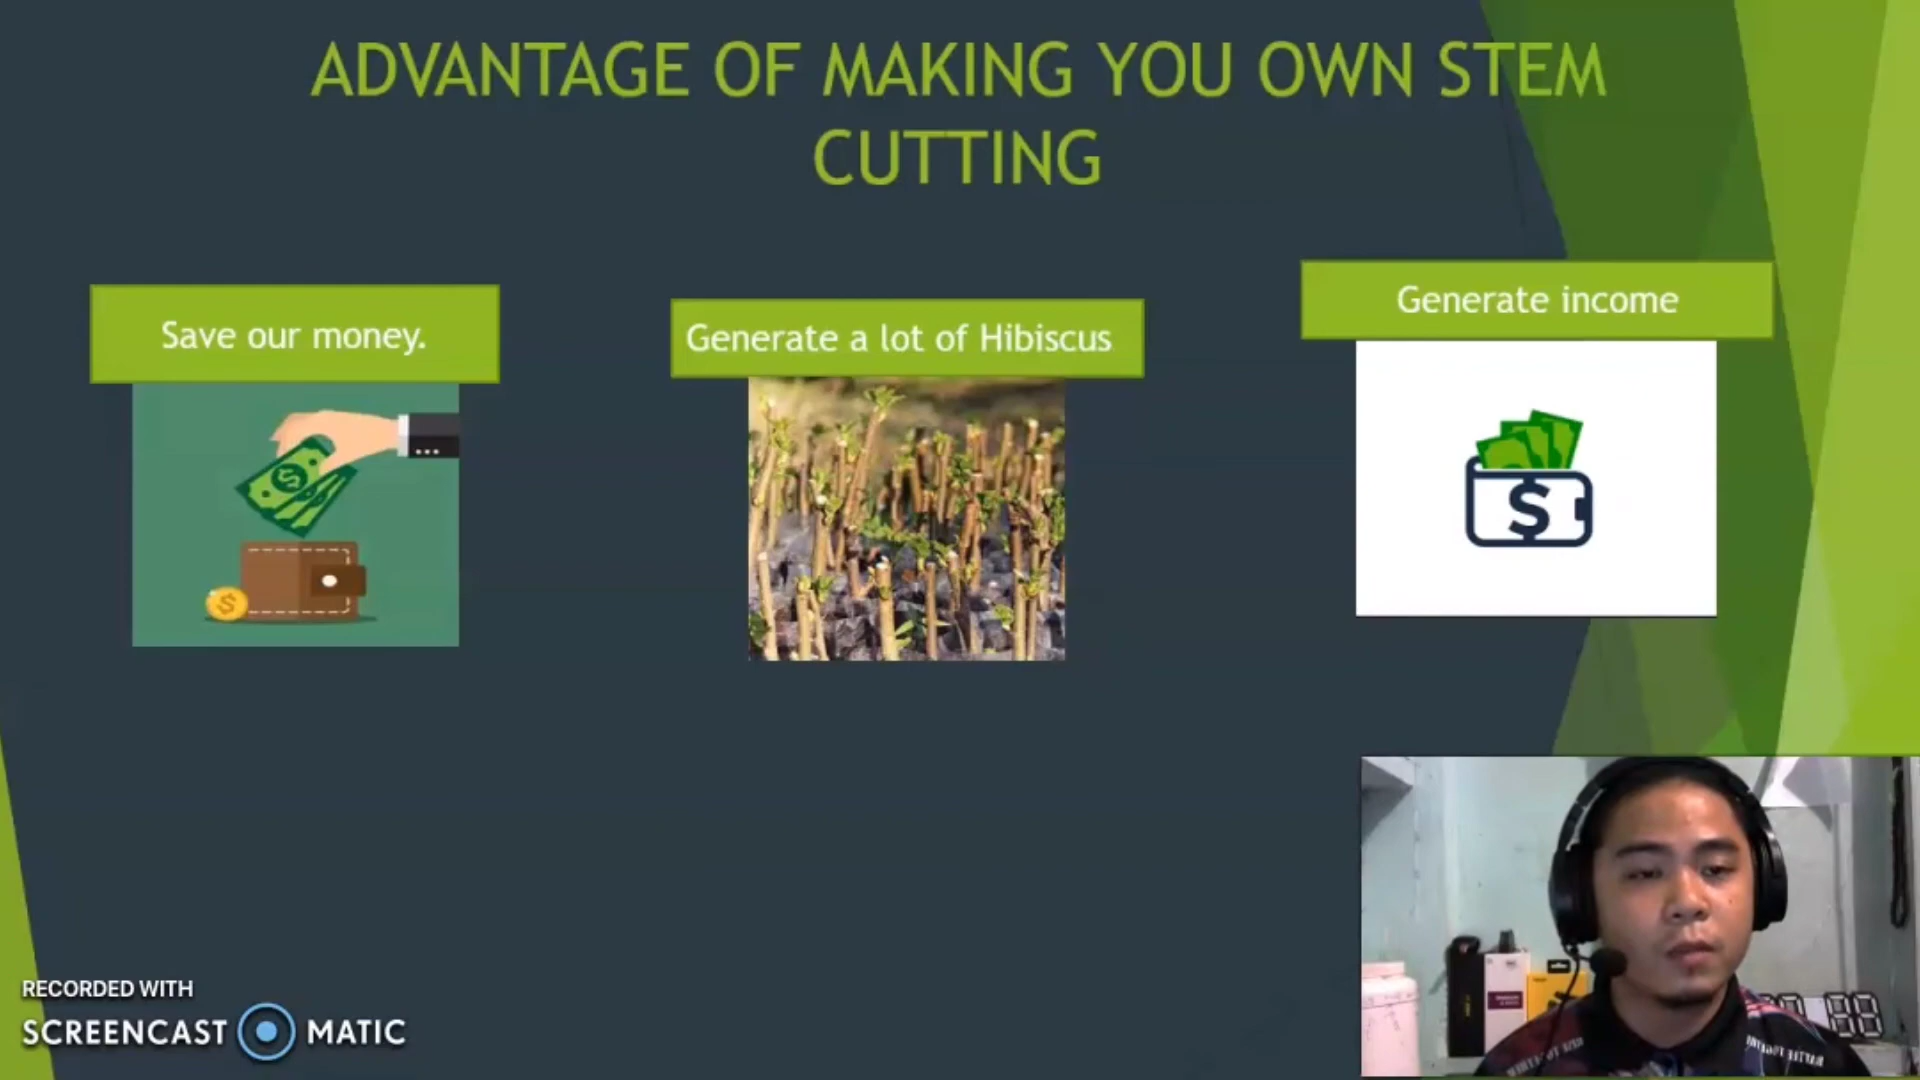 ADVANTAGE OF MAKING YOU OWN STEM
CUTTING
Save our money.
Generate a lot of Hibiscus
Generate income
$
$
$
RECORDED WITH
SCREENCAST MATIC